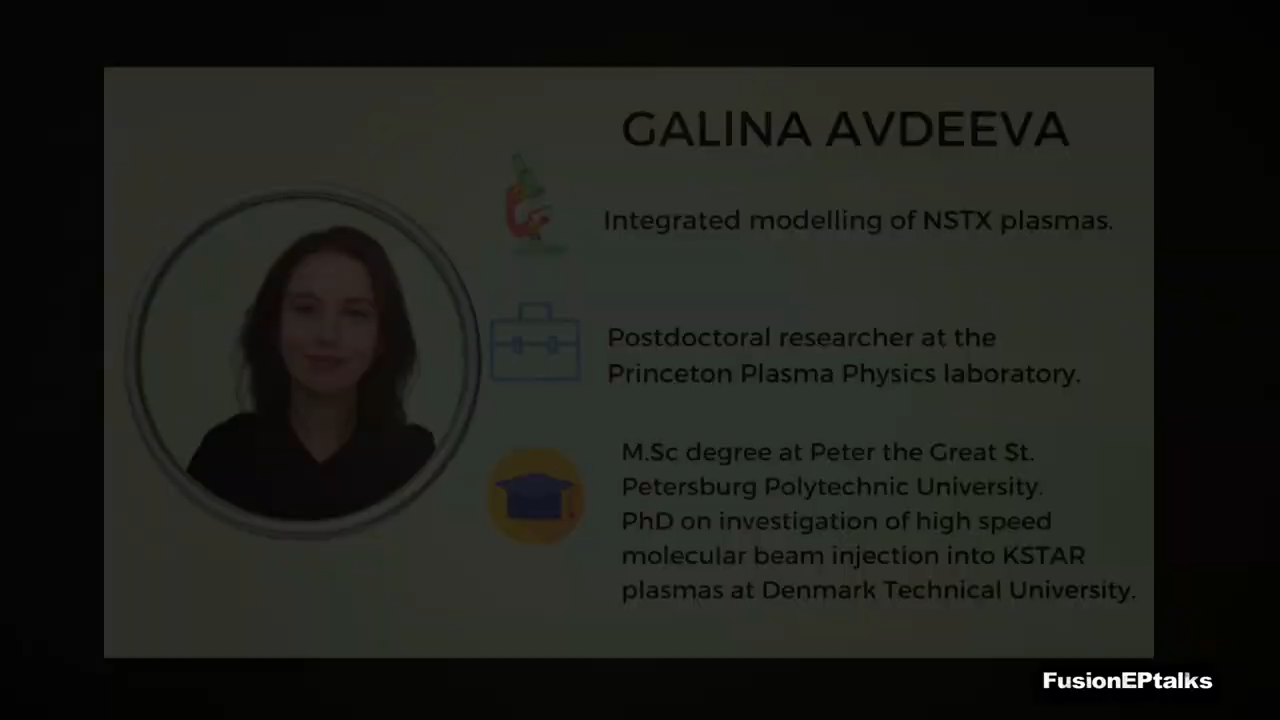 GALINA AVDEEVA
Integrated modelling of NSTX plasmas.
Postdoctoral researcher at the
Princeton Plasma Physics laboratory.
M.Sc degree at Peter the Great St.
Petersburg Polytechnic University.
PhD on investigation of high speed
molecular beam injection into KSTAR
plasmas at Denmark Technical University.
FusionEPtalks